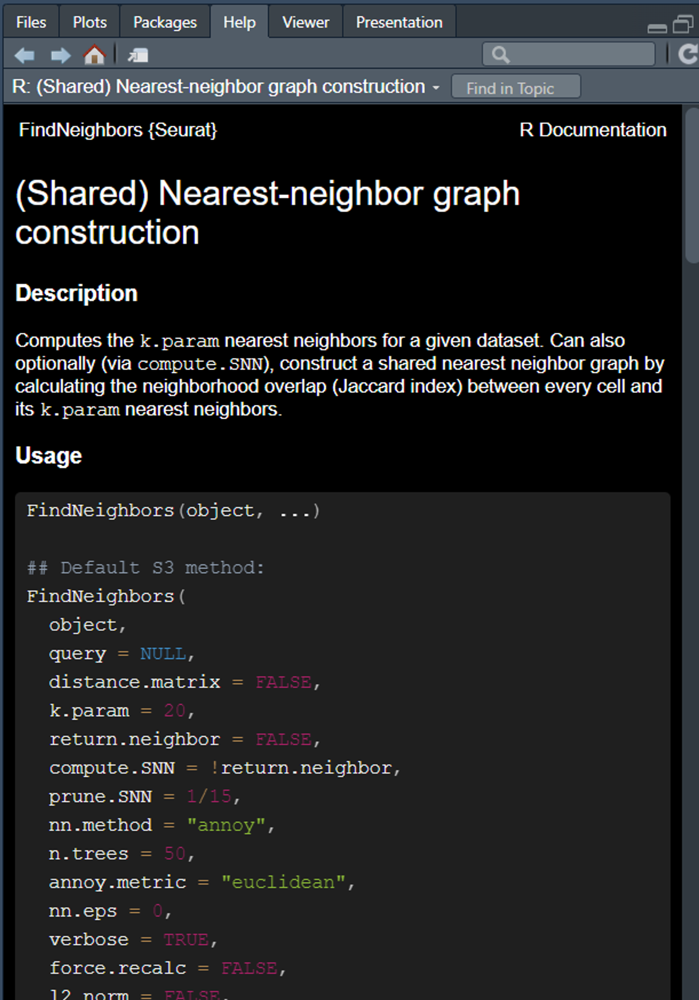 Files Plots Packages Help Viewer Presentation
R: (Shared) Nearest-neighbor graph construction Find in Topic
FindNeighbors {Seurat} R Documentation
(Shared) Nearest-neighbor graph
construction
Description
Computes the k.param nearest neighbors for a given dataset. Can also
optionally (via compute.SNN), construct a shared nearest neighbor graph by
calculating the neighborhood overlap (Jaccard index) between every cell and
its k.param nearest neighbors.
Usage
FindNeighbors(object, ...)
## Default S3 method:
FindNeighbors(
object,
query = NULL,
distance.matrix = FALSE,
k.param = 20,
return.neighbor = FALSE,
compute.SNN = !return.neighbor,
prune.SNN = 1/15,
nn.method = "annoy",
n.trees = 50,
annoy.metric = "euclidean",
nn.eps = 0,
verbose = TRUE,
force.recalc = FALSE,
l2.norm = FALSE,